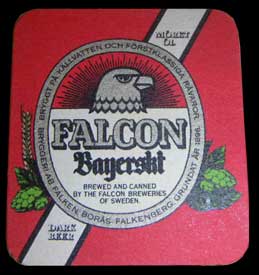 MÖRKT
ÖL
BRYGGERI AB FALKEN BORÅS FALKENBERG GRUNDAT ÅR 1896. BRYGGT PÅ KÄLLVATTEN OCH FÖRSTKLASSIGA RÅVAROR.
FALCON
Bayerskt
BREWED AND CANNED
BY THE FALCON BREWERIES
OF SWEDEN.
DARK
BEER